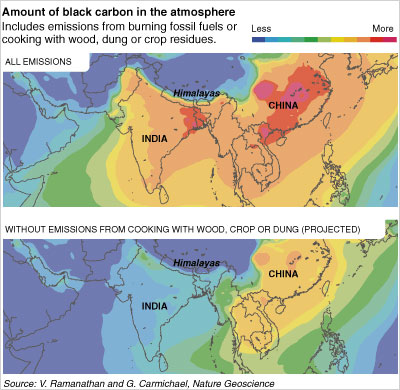 Amount of black carbon in the atmosphere
Includes emissions from burning fossil fuels or
cooking with wood, dung or crop residues.
Less
More
ALL EMISSIONS
Himalayas
CHINA
INDIA
WITHOUT EMISSIONS FROM COOKING WITH WOOD, CROP OR DUNG (PROJECTED)
Himalayas
CHINA
INDIA
Source: V. Ramanathan and G. Carmichael, Nature Geoscience